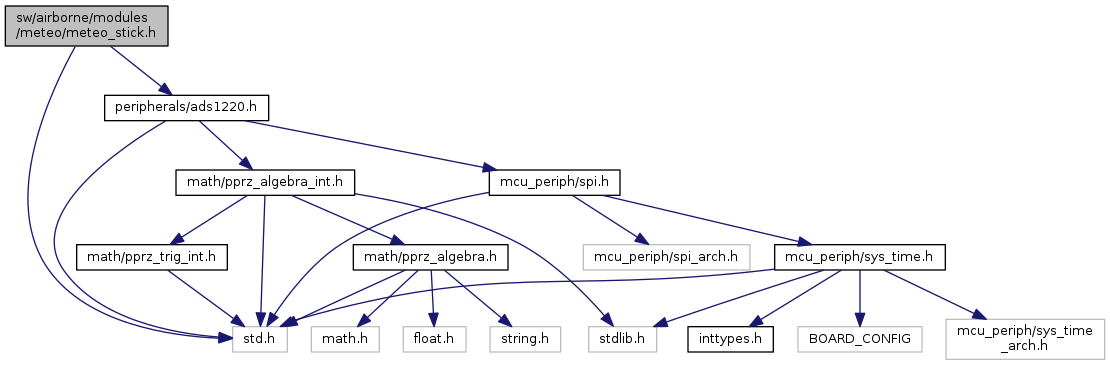 sw/airborne/modules
/meteo/meteo_stick.h
peripherals/ads1220.h
math/pprz_algebra_int.h
mcu_periph/spi.h
math/pprz_trig_int.h
math/pprz_algebra.h
mcu_periph/spi_arch.h
mcu_periph/sys_time.h
std.h
math.h
float.h
string.h
stdlib.h
inttypes.h
BOARD_CONFIG
mcu_periph/sys_time
_arch.h